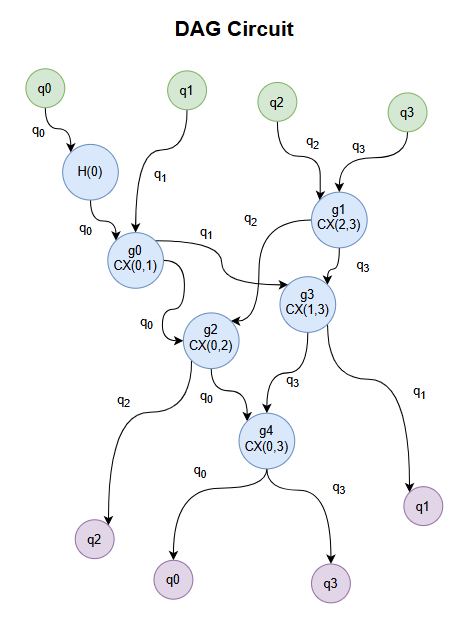 DAG Circuit
q0
q1
q2
q3
q₀
q₂
q₃
H(0)
q₁
g1
CX(2,3)
q₀
q₁
q₂
g0
CX(0,1)
q₃
g3
CX(1,3)
q₀
g2
CX(0,2)
q₃
q₁
q₂
q₀
g4
CX(0,3)
q₀
q₃
q1
q2
q0
q3